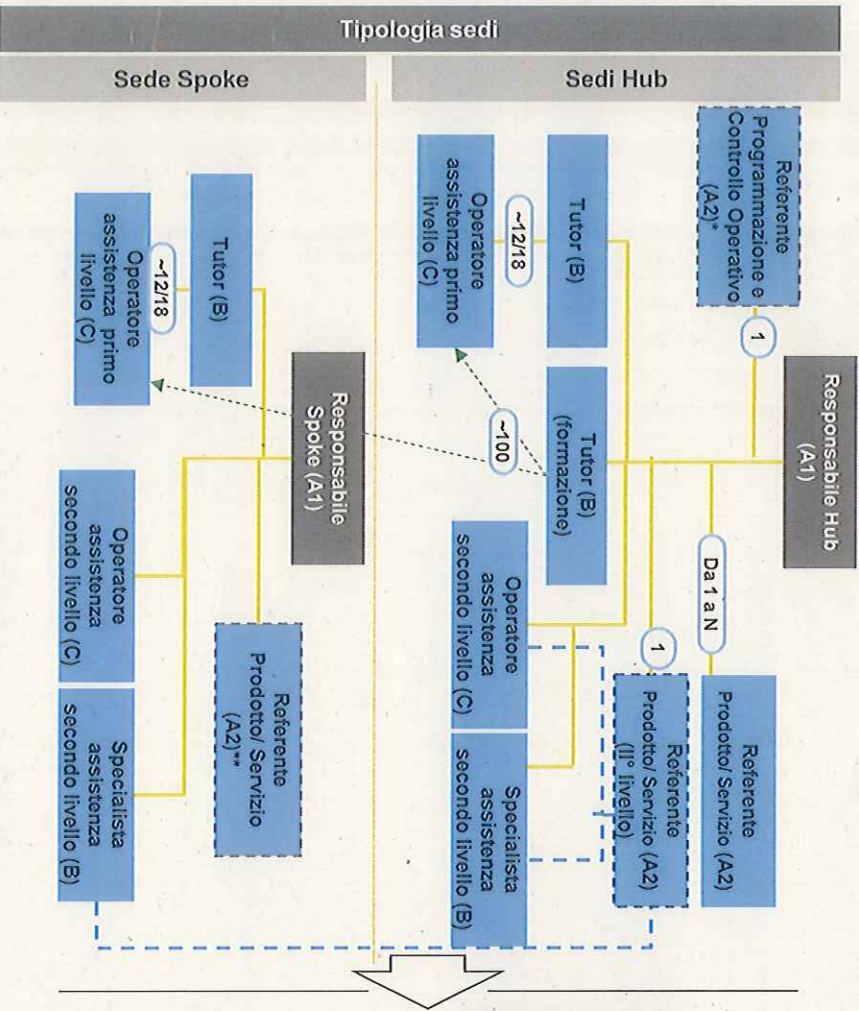 Tipologia sedi
Sede Spoke
Sedi Hub
Responsabile Hub
(A1)
Referente
Programmazione e
Controllo Operativo
(A2)*
1
Da 1 a N
Referente
Prodotto/ Servizio (A2)
1
Referente
Prodotto/ Servizio (A2)
(II° livello)
Tutor (B)
~12/18
Operatore
assistenza primo
livello (C)
Tutor (B)
(formazione)
~100
Operatore
assistenza
secondo livello (C)
Specialista
assistenza
secondo livello (B)
Responsabile
Spoke (A1)
Referente
Prodotto/ Servizio
(A2)**
Tutor (B)
~12/18
Operatore
assistenza primo
livello (C)
Operatore
assistenza
secondo livello (C)
Specialista
assistenza
secondo livello (B)